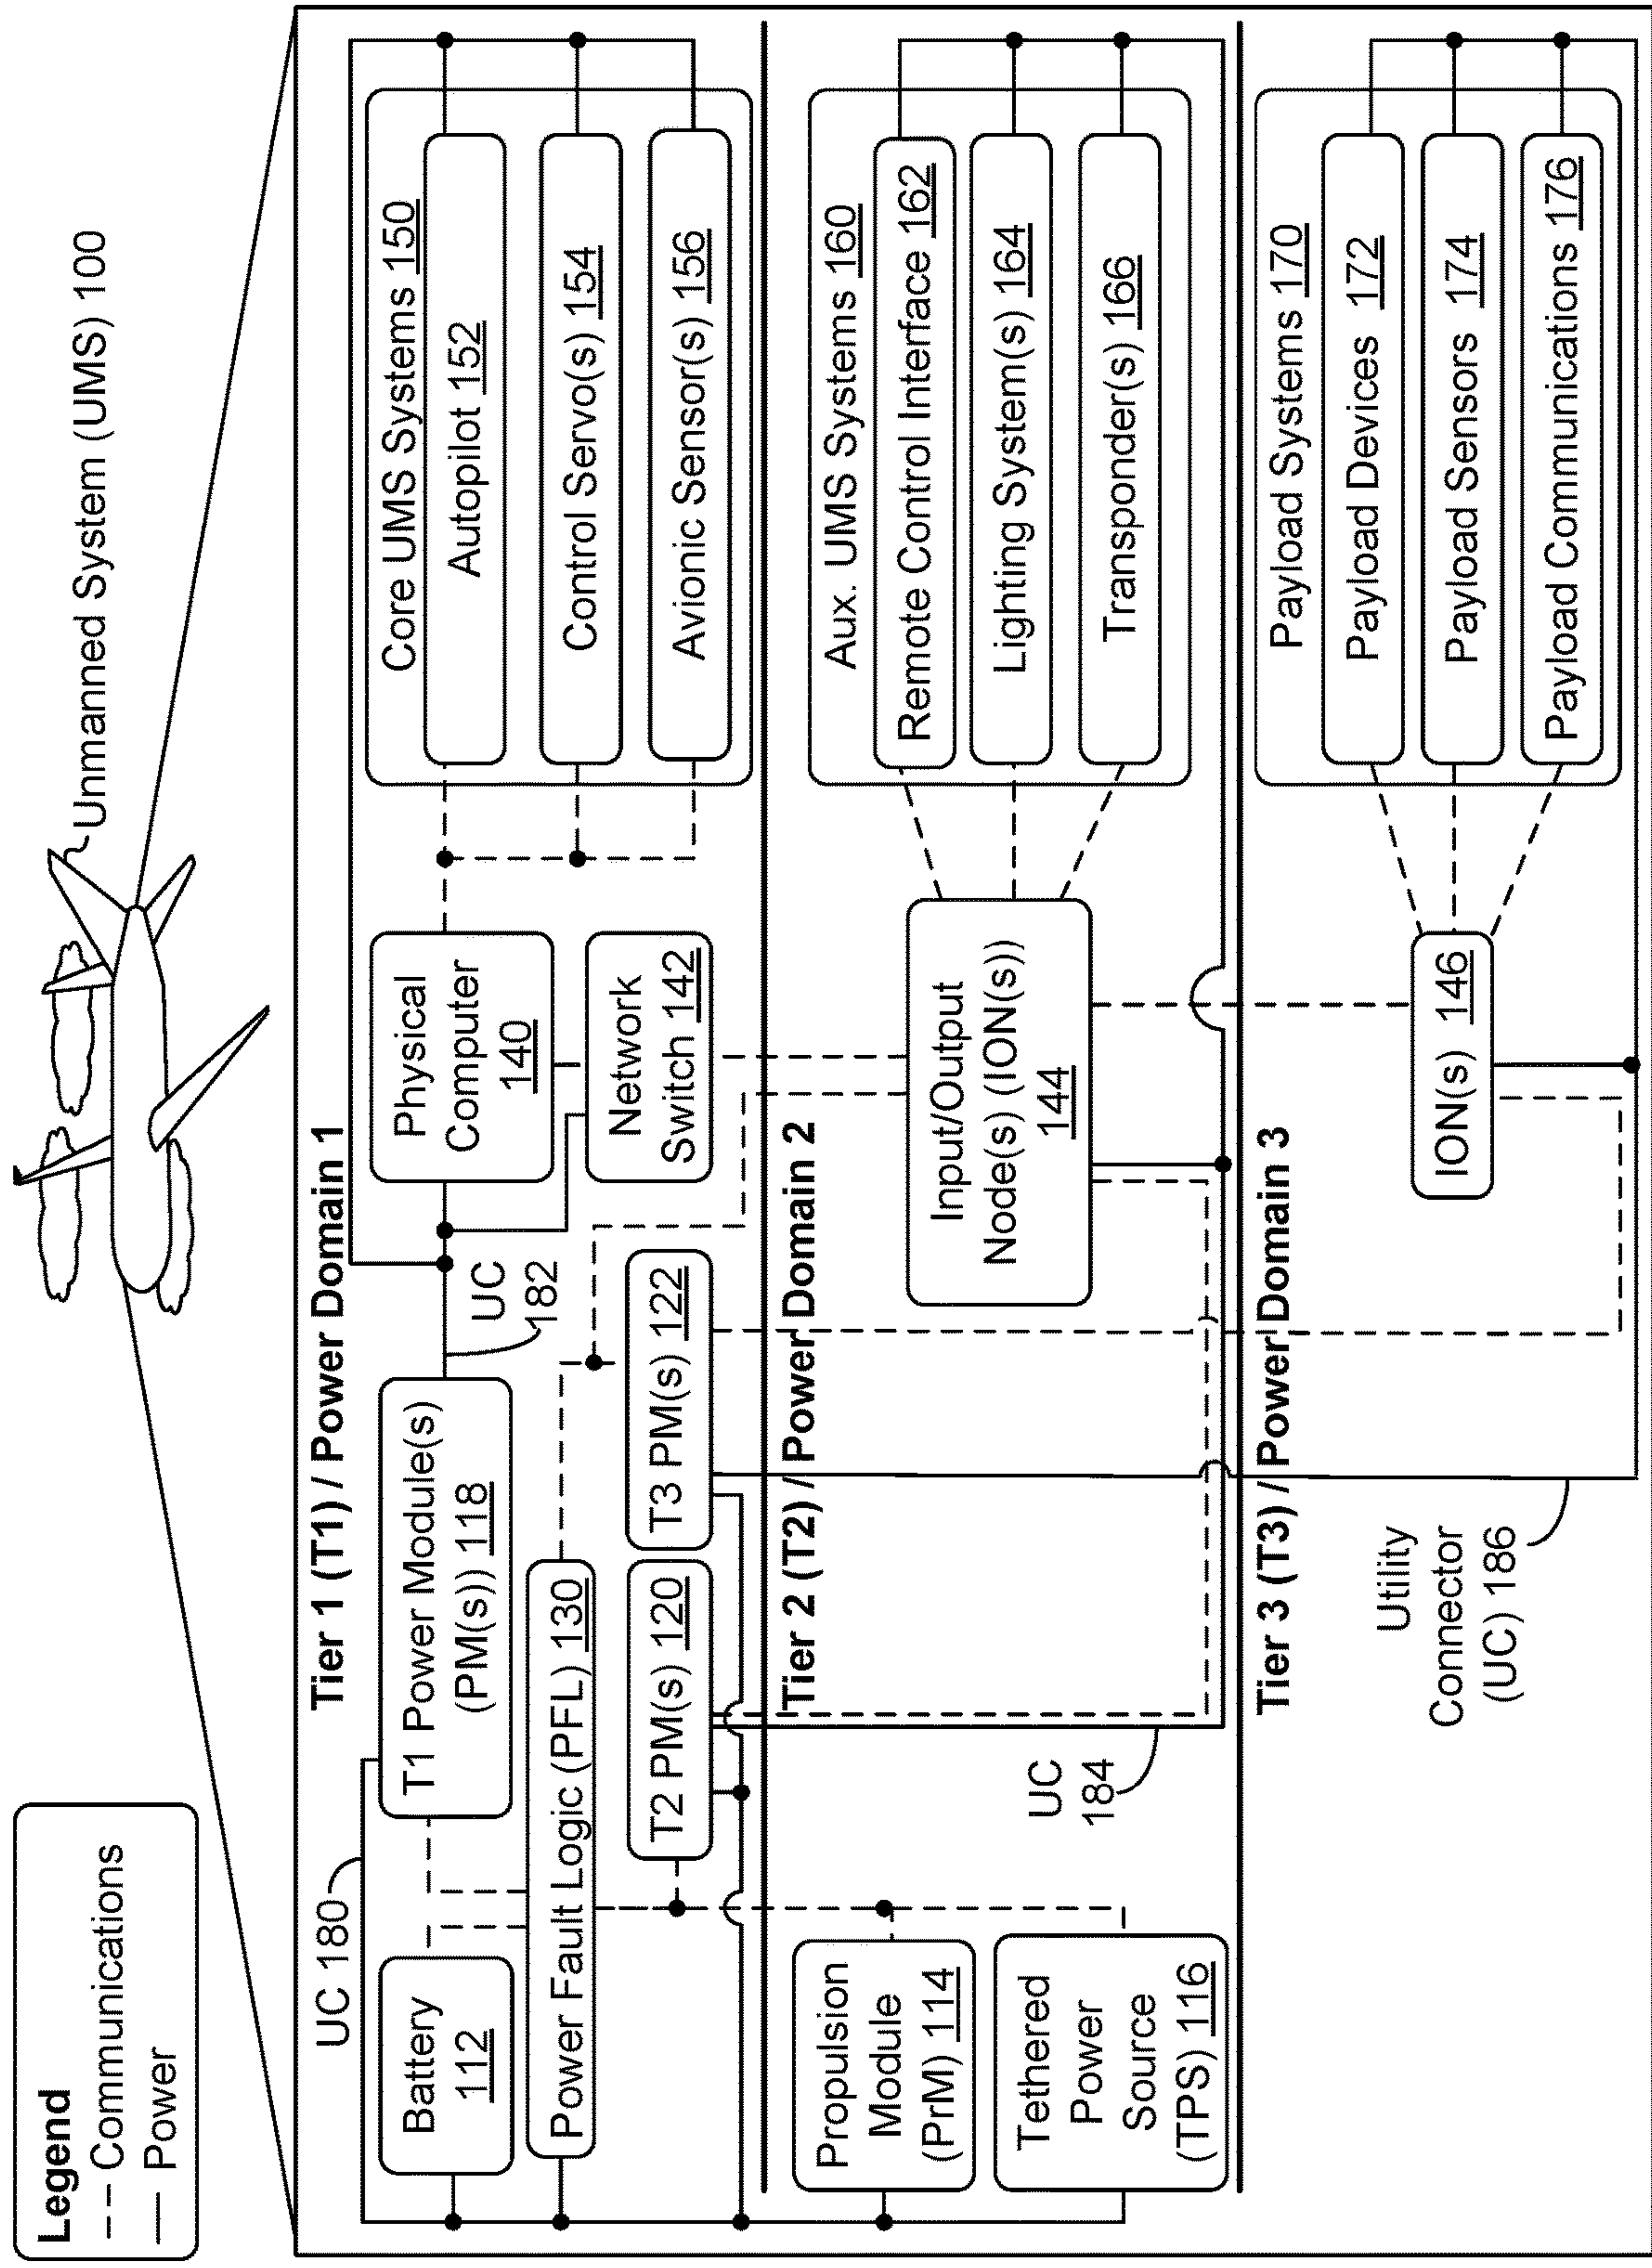 Legend
Communications
Power
Unmanned System (UMS) 100
Tier 1 (T1) / Power Domain 1
UC 180
Battery
112
T1 Power Module(s)
(PM(s)) 118
UC
182
Physical
Computer
140
Network
Switch 142
Power Fault Logic (PFL) 130
T2 PM(s) 120
T3 PM(s) 122
Core UMS Systems 150
Autopilot 152
Control Servo(s) 154
Avionic Sensor(s) 156
Tier 2 (T2) / Power Domain 2
Propulsion
Module
(PrM) 114
Tethered
Power
Source
(TPS) 116
UC
184
Input/Output
Node(s) (ION(s))
144
Aux. UMS Systems 160
Remote Control Interface 162
Lighting System(s) 164
Transponder(s) 166
Tier 3 (T3) / Power Domain 3
Utility
Connector
(UC) 186
ION(s) 146
Payload Systems 170
Payload Devices 172
Payload Sensors 174
Payload Communications 176